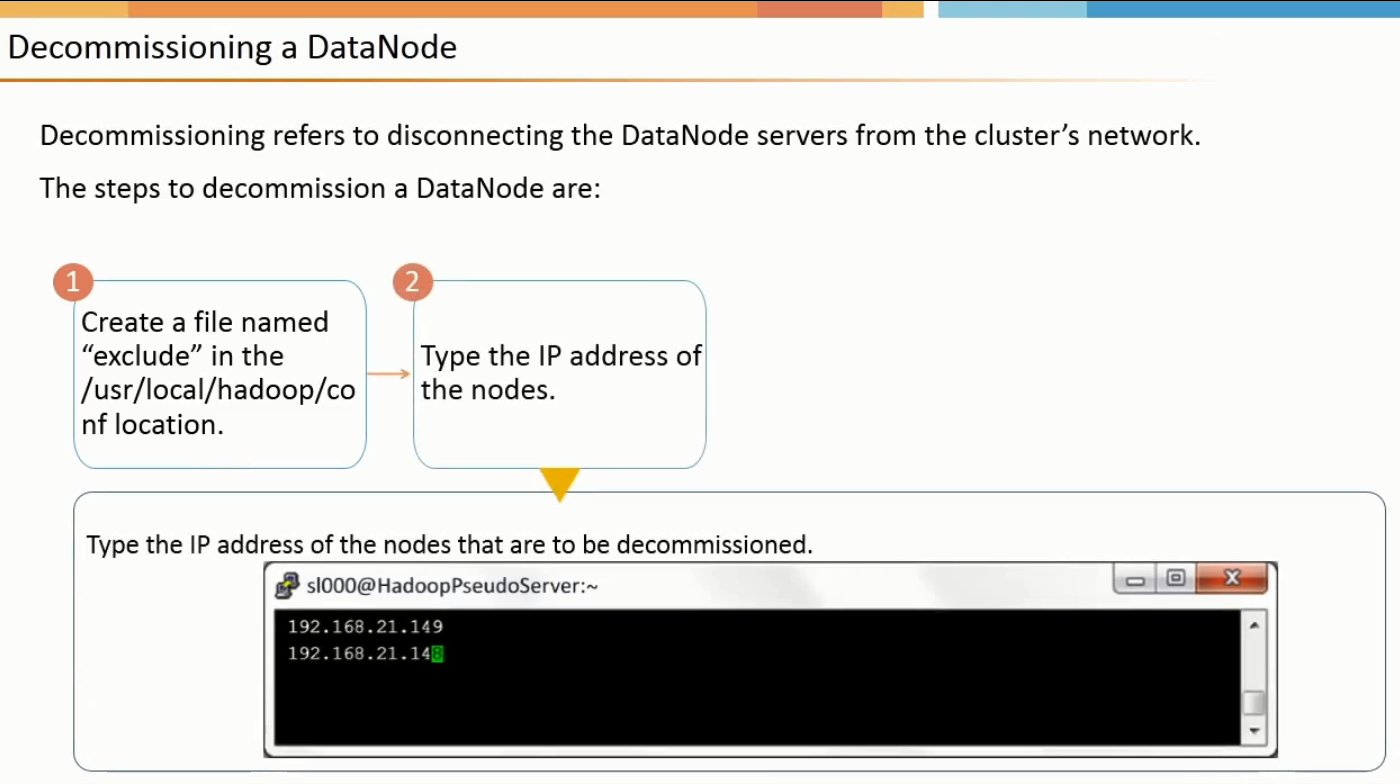 Decommissioning a DataNode
Decommissioning refers to disconnecting the DataNode servers from the cluster’s network.
The steps to decommission a DataNode are:
1
Create a file named
“exclude” in the
/usr/local/hadoop/co
nf location.
2
Type the IP address of
the nodes.
Type the IP address of the nodes that are to be decommissioned.
sl000@HadoopPseudoServer:~
192.168.21.149
192.168.21.148